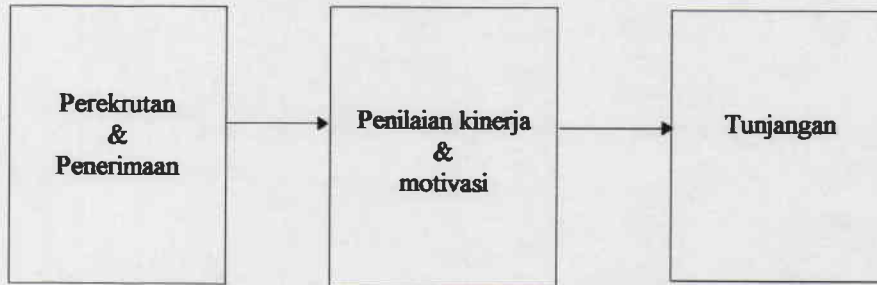 Perekrutan
&
Penerimaan
Penilaian kinerja
&
motivasi
Tunjangan